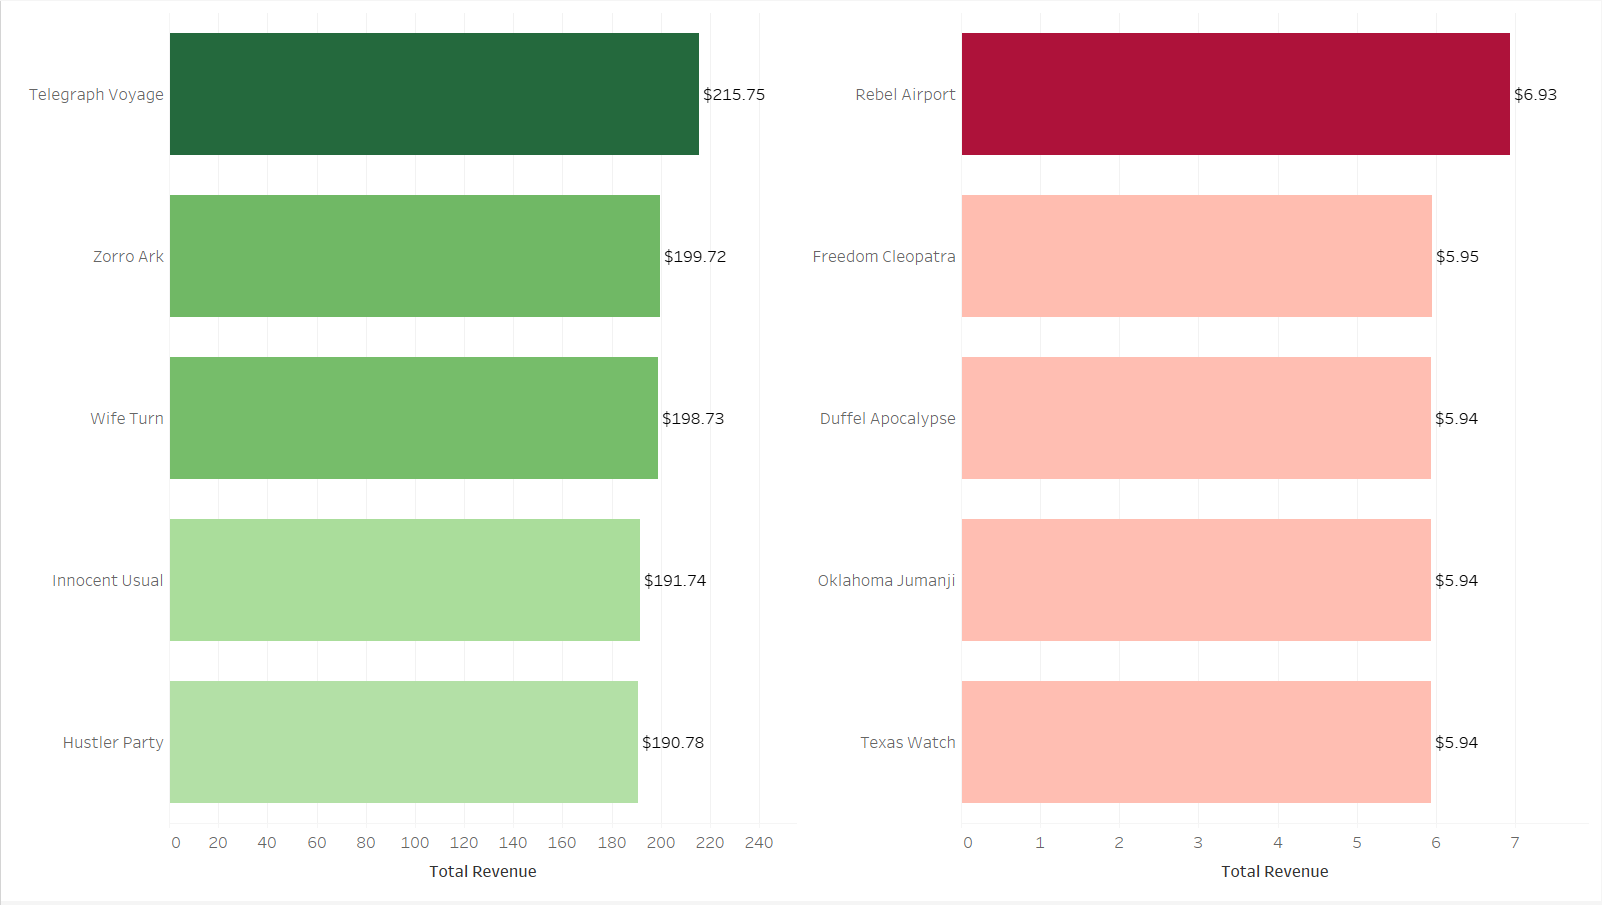 Telegraph Voyage $215.75
Zorro Ark $199.72
Wife Turn $198.73
Innocent Usual $191.74
Hustler Party $190.78
0 20 40 60 80 100 120 140 160 180 200 220 240
Total Revenue
Rebel Airport $6.93
Freedom Cleopatra $5.95
Duffel Apocalypse $5.94
Oklahoma Jumanji $5.94
Texas Watch $5.94
0 1 2 3 4 5 6 7
Total Revenue